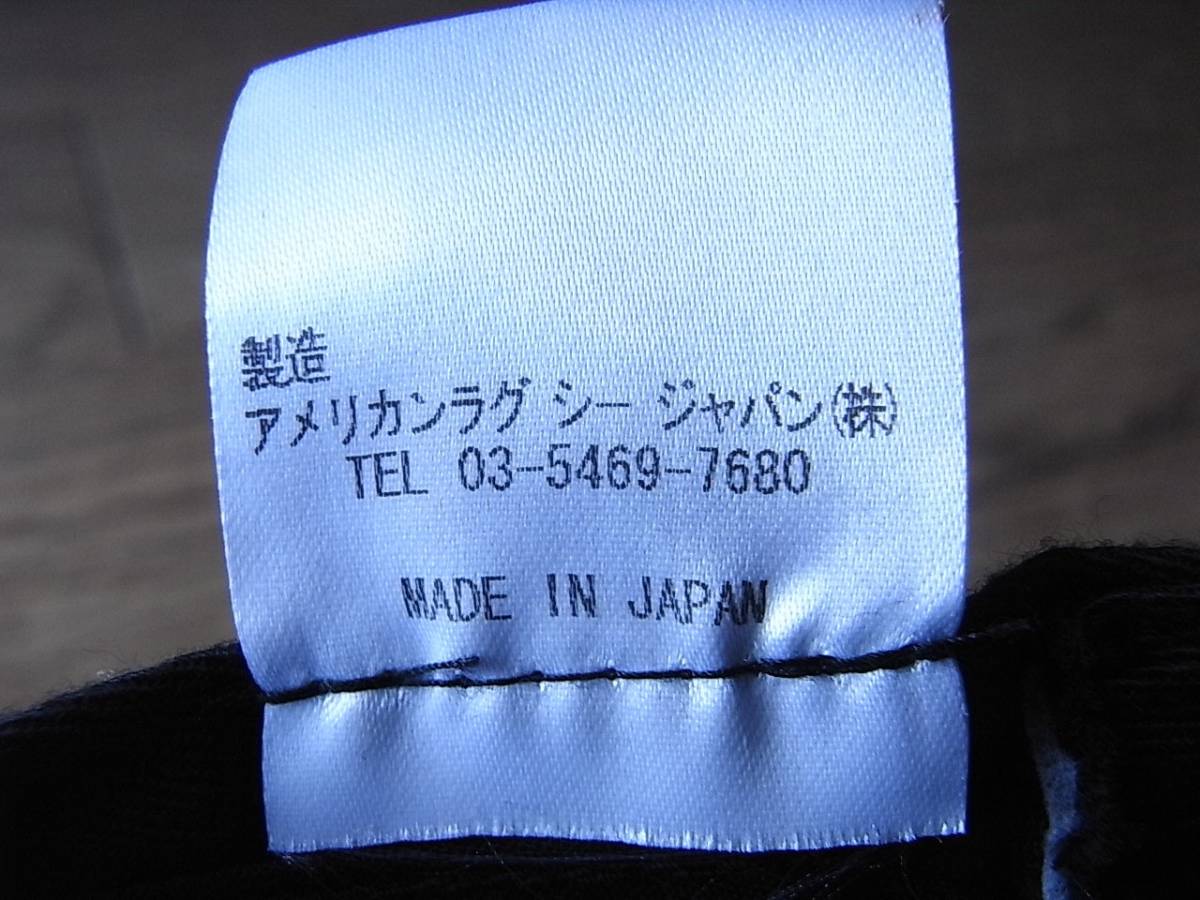 製造
アメリカンラグ シー ジャパン(株)
TEL 03-5469-7680
MADE IN JAPAN